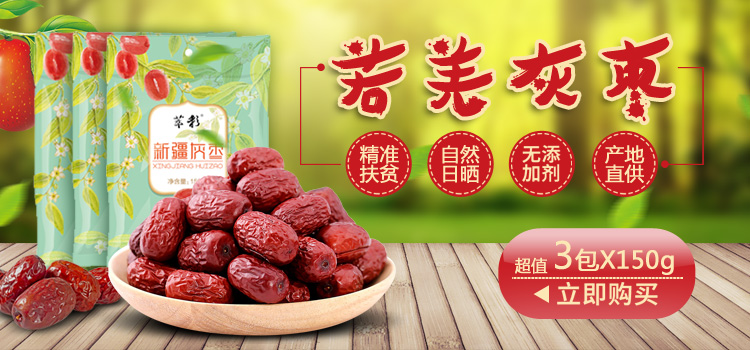 若羌灰枣
精准
扶贫
自然
日晒
无添
加剂
产地
直供
新疆灰枣
XINJIANG HUIZAO
净含量:
超值 3包X150g
◀ 立即购买